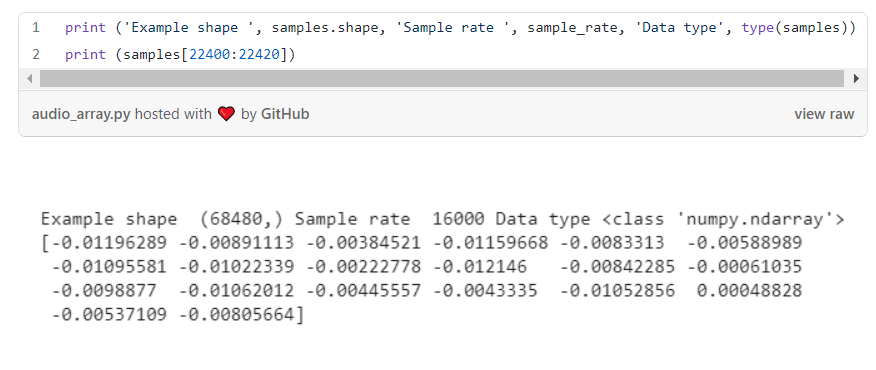 1 print ('Example shape ', samples.shape, 'Sample rate ', sample_rate, 'Data type', type(samples))
2 print (samples[22400:22420])
audio_array.py hosted with ❤ by GitHub view raw
Example shape  (68480,) Sample rate  16000 Data type <class 'numpy.ndarray'>
[-0.01196289 -0.00891113 -0.00384521 -0.01159668 -0.0083313  -0.00588989
 -0.01095581 -0.01022339 -0.00222778 -0.012146   -0.00842285 -0.00061035
 -0.0098877  -0.01062012 -0.00445557 -0.0043335  -0.01052856  0.00048828
 -0.00537109 -0.00805664]